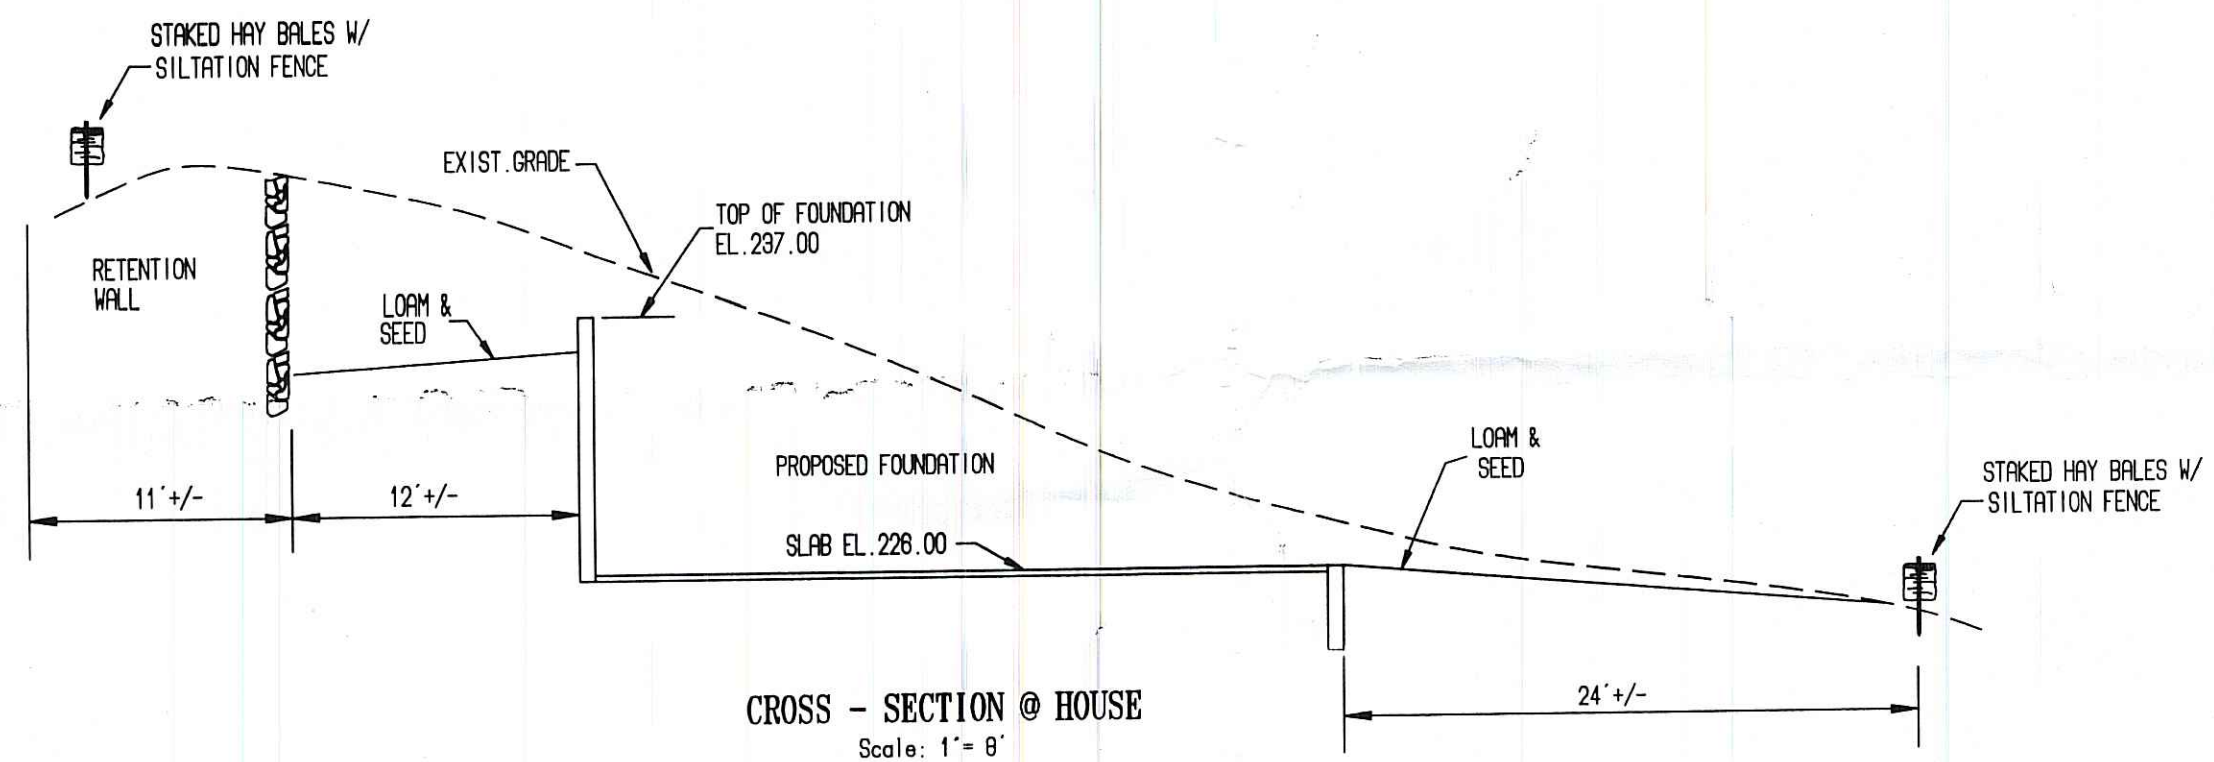 STAKED HAY BALES W/
SILTATION FENCE
EXIST.GRADE
TOP OF FOUNDATION
EL.237.00
RETENTION
WALL
LOAM &
SEED
PROPOSED FOUNDATION
LOAM &
SEED
STAKED HAY BALES W/
SILTATION FENCE
11'+/-
12'+/-
SLAB EL.226.00
24'+/-
CROSS - SECTION @ HOUSE
Scale: 1'= 8'